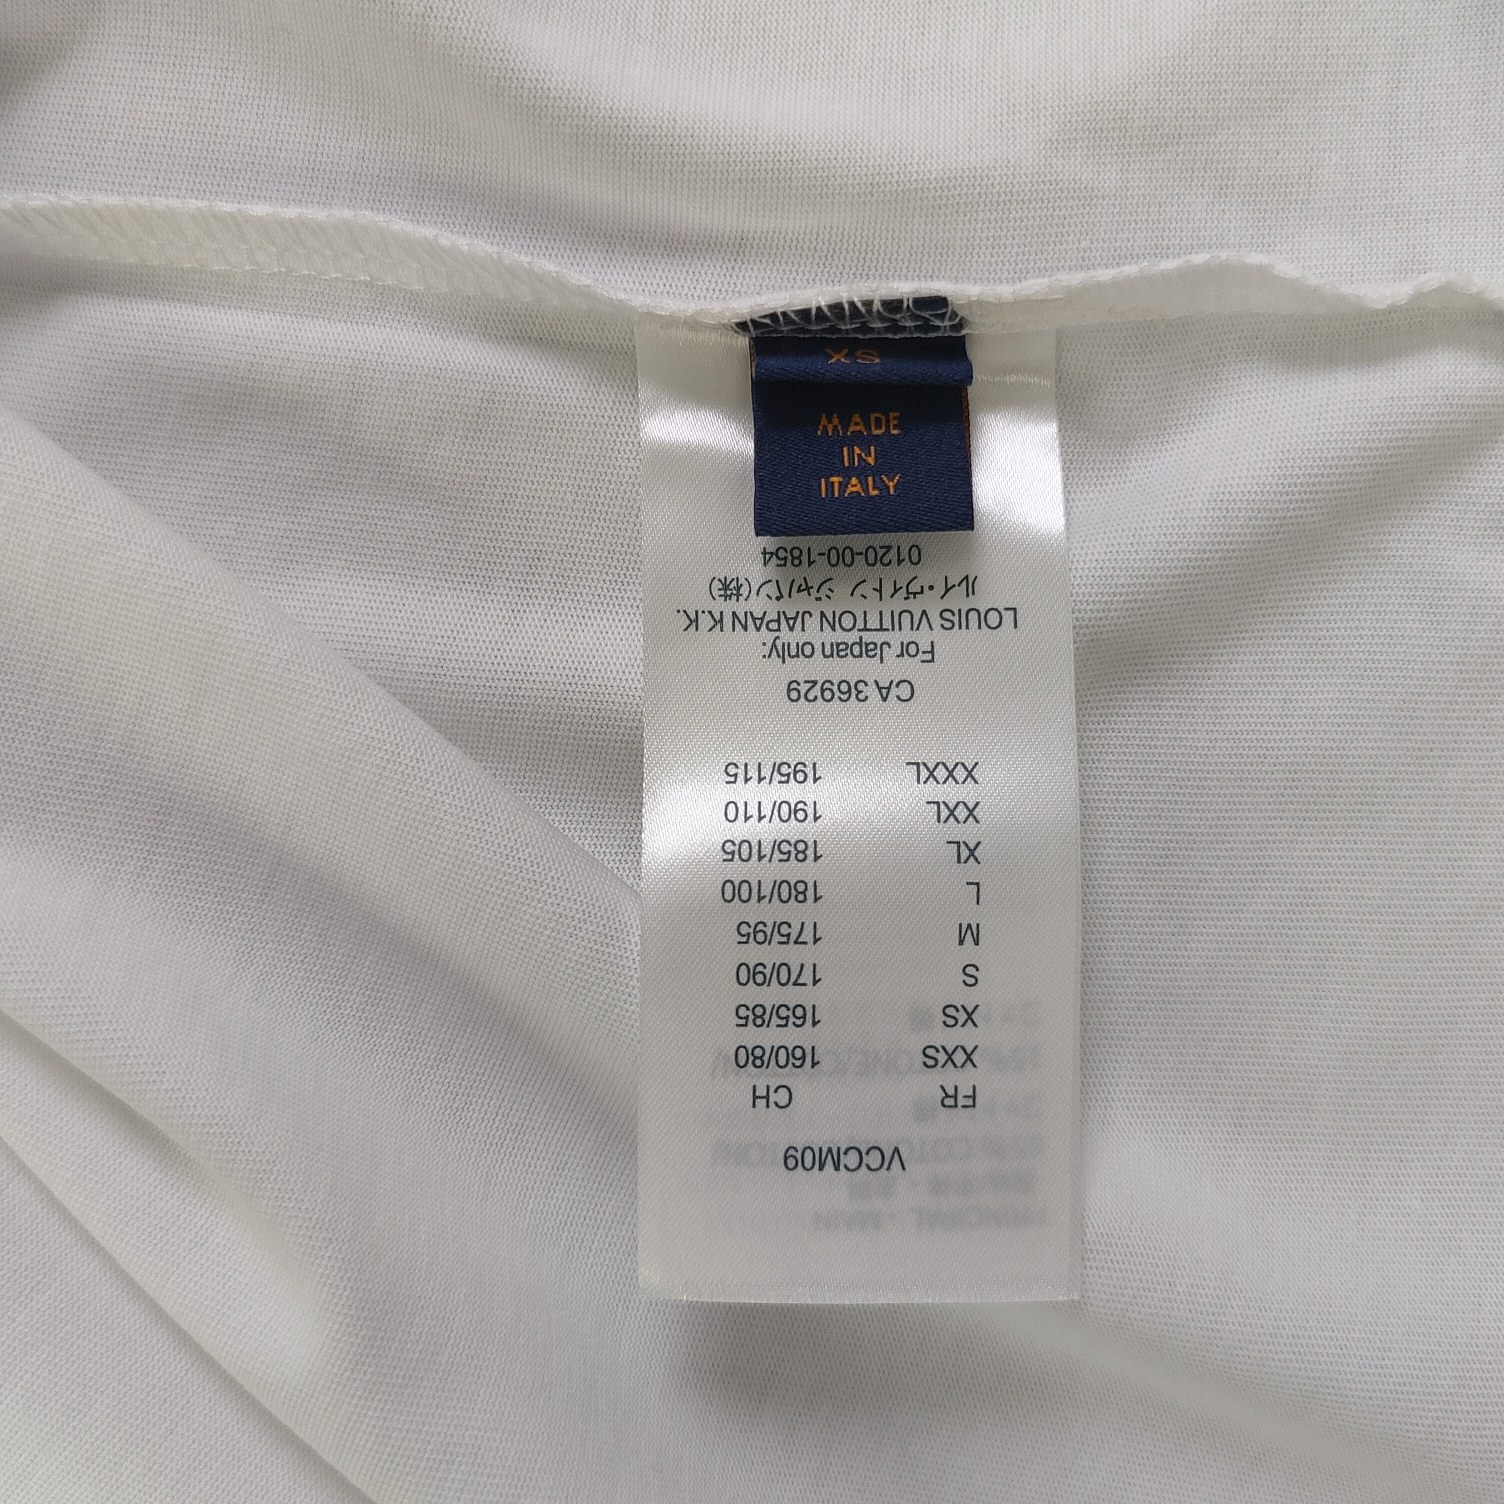 XS
MADE
IN
ITALY
VCCM09
FR CH
XXS 160/80
XS 165/85
S 170/90
M 175/95
L 180/100
XL 185/105
XXL 190/110
XXXL 195/115
CA 36929
For Japan only:
LOUIS VUITTON JAPAN K.K.
ルイ・ヴィトン ジャパン(株)
0120-00-1854